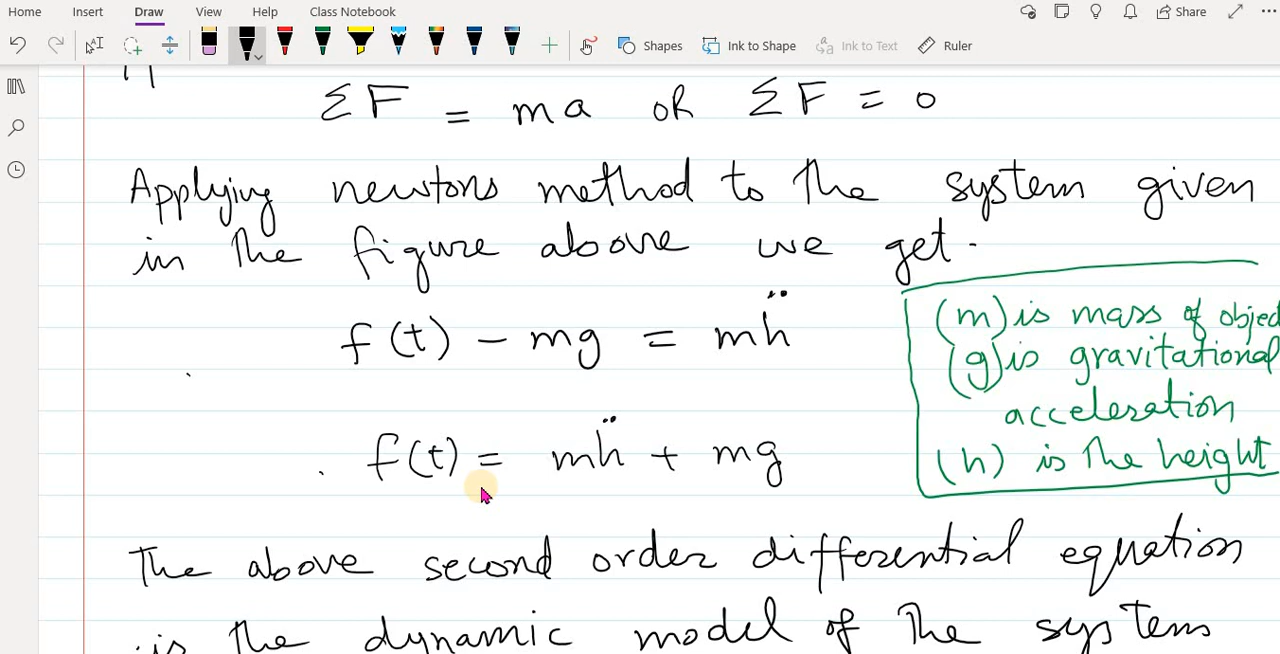 Home Insert Draw View Help Class Notebook Share
Shapes Ink to Shape Ink to Text Ruler
ΣF = ma or ΣF = 0
Applying newtons method to the system given
in the figure above we get.
f(t) - mg = mḧ
f(t) = mḧ + mg
(m) is mass of objec
(g) is gravitational
acceleration
(h) is the height
The above second order differential equation
is the dynamic model of the systems